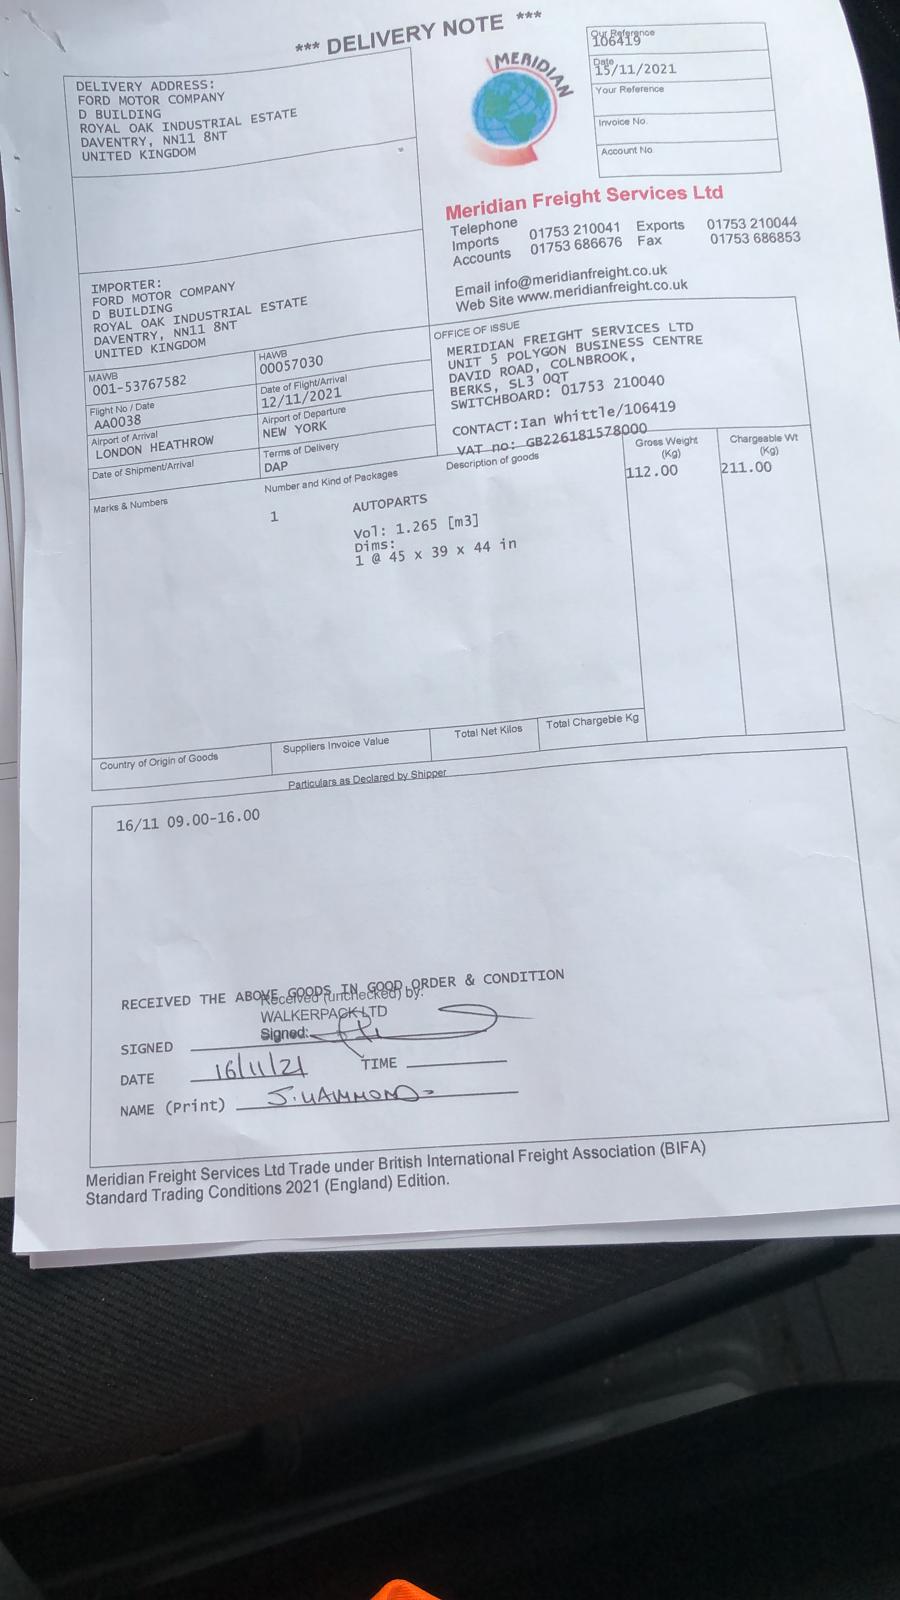 *** DELIVERY NOTE ***
Our Reference
106419
Date
15/11/2021
Your Reference
Invoice No.
Account No
DELIVERY ADDRESS:
FORD MOTOR COMPANY
D BUILDING
ROYAL OAK INDUSTRIAL ESTATE
DAVENTRY, NN11 8NT
UNITED KINGDOM
MERIDIAN
Meridian Freight Services Ltd
Telephone
Imports 01753 210041 Exports 01753 210044
Accounts 01753 686676 Fax 01753 686853
Email info@meridianfreight.co.uk
Web Site www.meridianfreight.co.uk
IMPORTER:
FORD MOTOR COMPANY
D BUILDING
ROYAL OAK INDUSTRIAL ESTATE
DAVENTRY, NN11 8NT
UNITED KINGDOM
OFFICE OF ISSUE
MERIDIAN FREIGHT SERVICES LTD
UNIT 5 POLYGON BUSINESS CENTRE
DAVID ROAD, COLNBROOK,
BERKS, SL3 0QT
SWITCHBOARD: 01753 210040
CONTACT:Ian Whittle/106419
VAT no: GB226181578000
MAWB
001-53767582
HAWB
00057030
Flight No / Date
AA0038
Date of Flight/Arrival
12/11/2021
Airport of Arrival
LONDON HEATHROW
Airport of Departure
NEW YORK
Date of Shipment/Arrival
Terms of Delivery
DAP
Marks & Numbers
Number and Kind of Packages
Description of goods
Gross Weight
(Kg)
Chargeable Wt
(Kg)
112.00
211.00
1
AUTOPARTS
Vol: 1.265 [m3]
Dims:
1 @ 45 x 39 x 44 in
Country of Origin of Goods
Suppliers Invoice Value
Total Net Kilos
Total Chargeble Kg
Particulars as Declared by Shipper
16/11 09.00-16.00
RECEIVED THE ABOVE GOODS IN GOOD ORDER & CONDITION
Received (unchecked) by:
WALKERPACK LTD
Signed:
SIGNED
DATE 16/11/21 TIME
NAME (Print) J. HAMMOND
Meridian Freight Services Ltd Trade under British International Freight Association (BIFA)
Standard Trading Conditions 2021 (England) Edition.